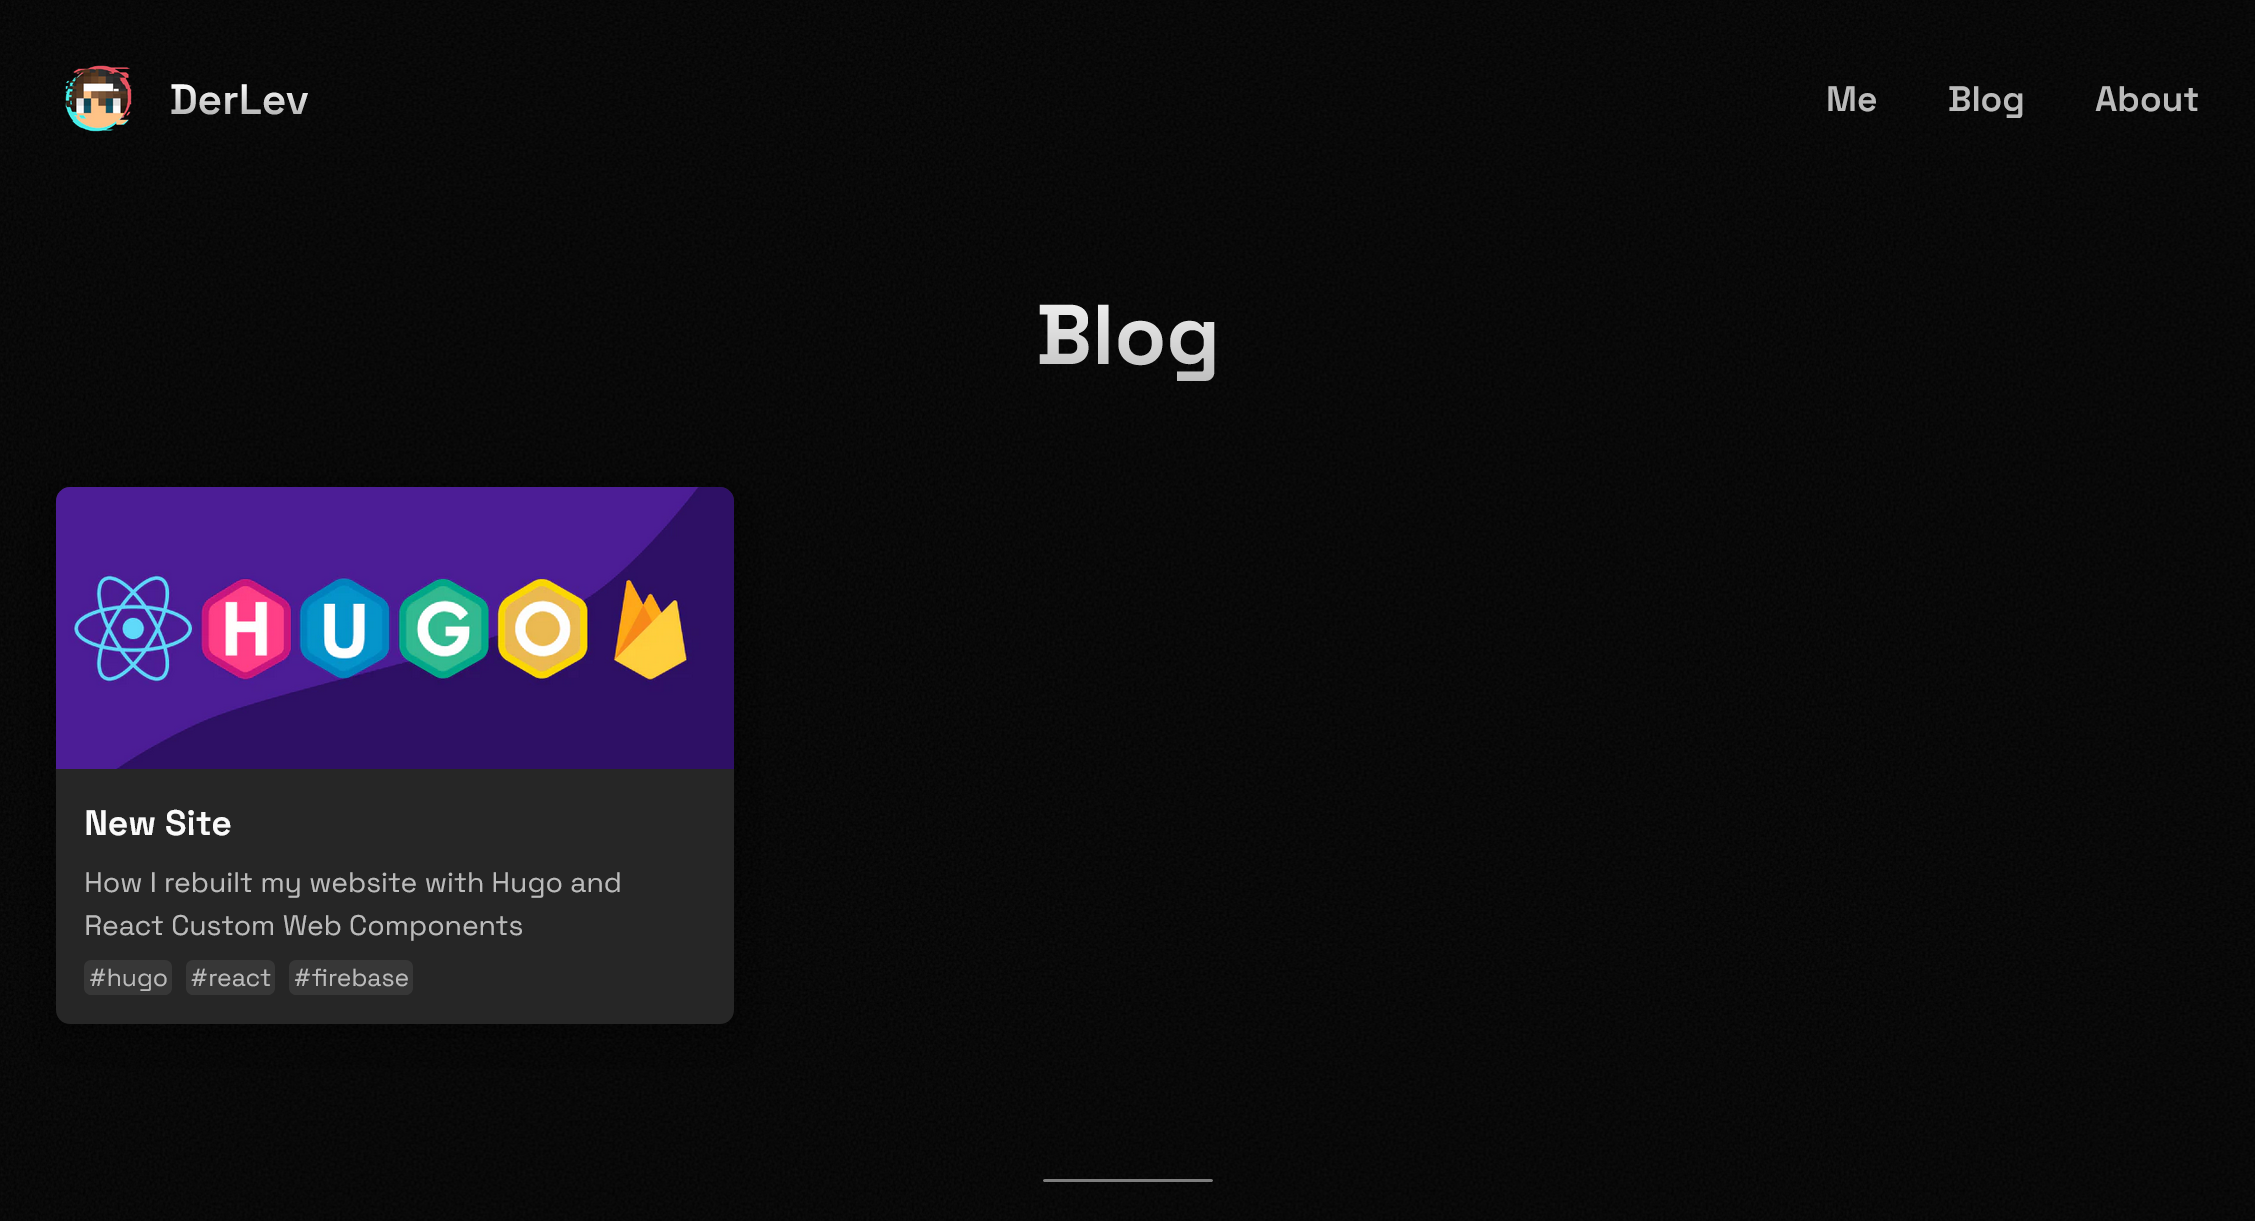 DerLev
Me
Blog
About
Blog
HUGO
New Site
How I rebuilt my website with Hugo and
React Custom Web Components
#hugo #react #firebase